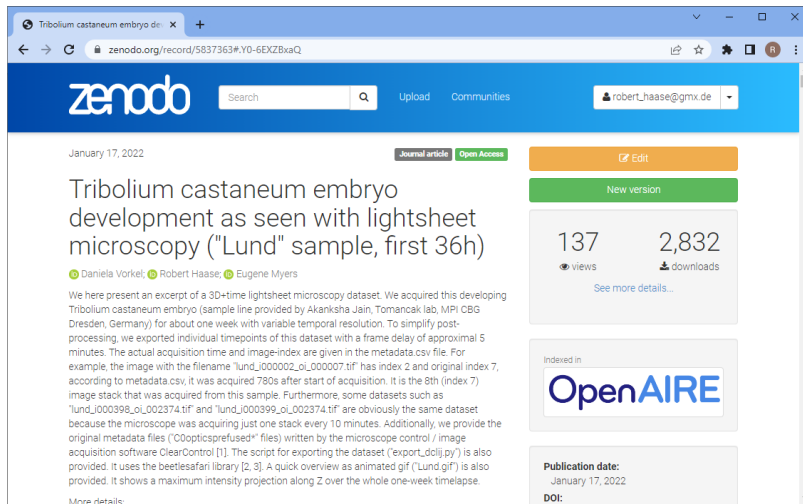 Tribolium castaneum embryo dev
zenodo.org/record/5837363#.Y0-6EXZBxaQ
R
zenodo
Search
Upload
Communities
robert_haase@gmx.de
January 17, 2022
Journal article
Open Access
Tribolium castaneum embryo
development as seen with lightsheet
microscopy ("Lund" sample, first 36h)
Daniela Vorkel; Robert Haase; Eugene Myers
We here present an excerpt of a 3D+time lightsheet microscopy dataset. We acquired this developing
Tribolium castaneum embryo (sample line provided by Akanksha Jain, Tomancak lab, MPI CBG
Dresden, Germany) for about one week with variable temporal resolution. To simplify post-
processing, we exported individual timepoints of this dataset with a frame delay of approximal 5
minutes. The actual acquisition time and image-index are given in the metadata.csv file. For
example, the image with the filename "lund_i000002_oi_000007.tif" has index 2 and original index 7,
according to metadata.csv, it was acquired 780s after start of acquisition. It is the 8th (index 7)
image stack that was acquired from this sample. Furthermore, some datasets such as
"lund_i000398_oi_002374.tif" and "lund_i000399_oi_002374.tif" are obviously the same dataset
because the microscope was acquiring just one stack every 10 minutes. Additionally, we provide the
original metadata files ("C0opticsprefused*" files) written by the microscope control / image
acquisition software ClearControl [1]. The script for exporting the dataset ("export_dclij.py") is also
provided. It uses the beetlesafari library [2, 3]. A quick overview as animated gif ("Lund.gif") is also
provided. It shows a maximum intensity projection along Z over the whole one-week timelapse.
More details:
Edit
New version
137
views
2,832
downloads
See more details...
Indexed in
OpenAIRE
Publication date:
January 17, 2022
DOI: